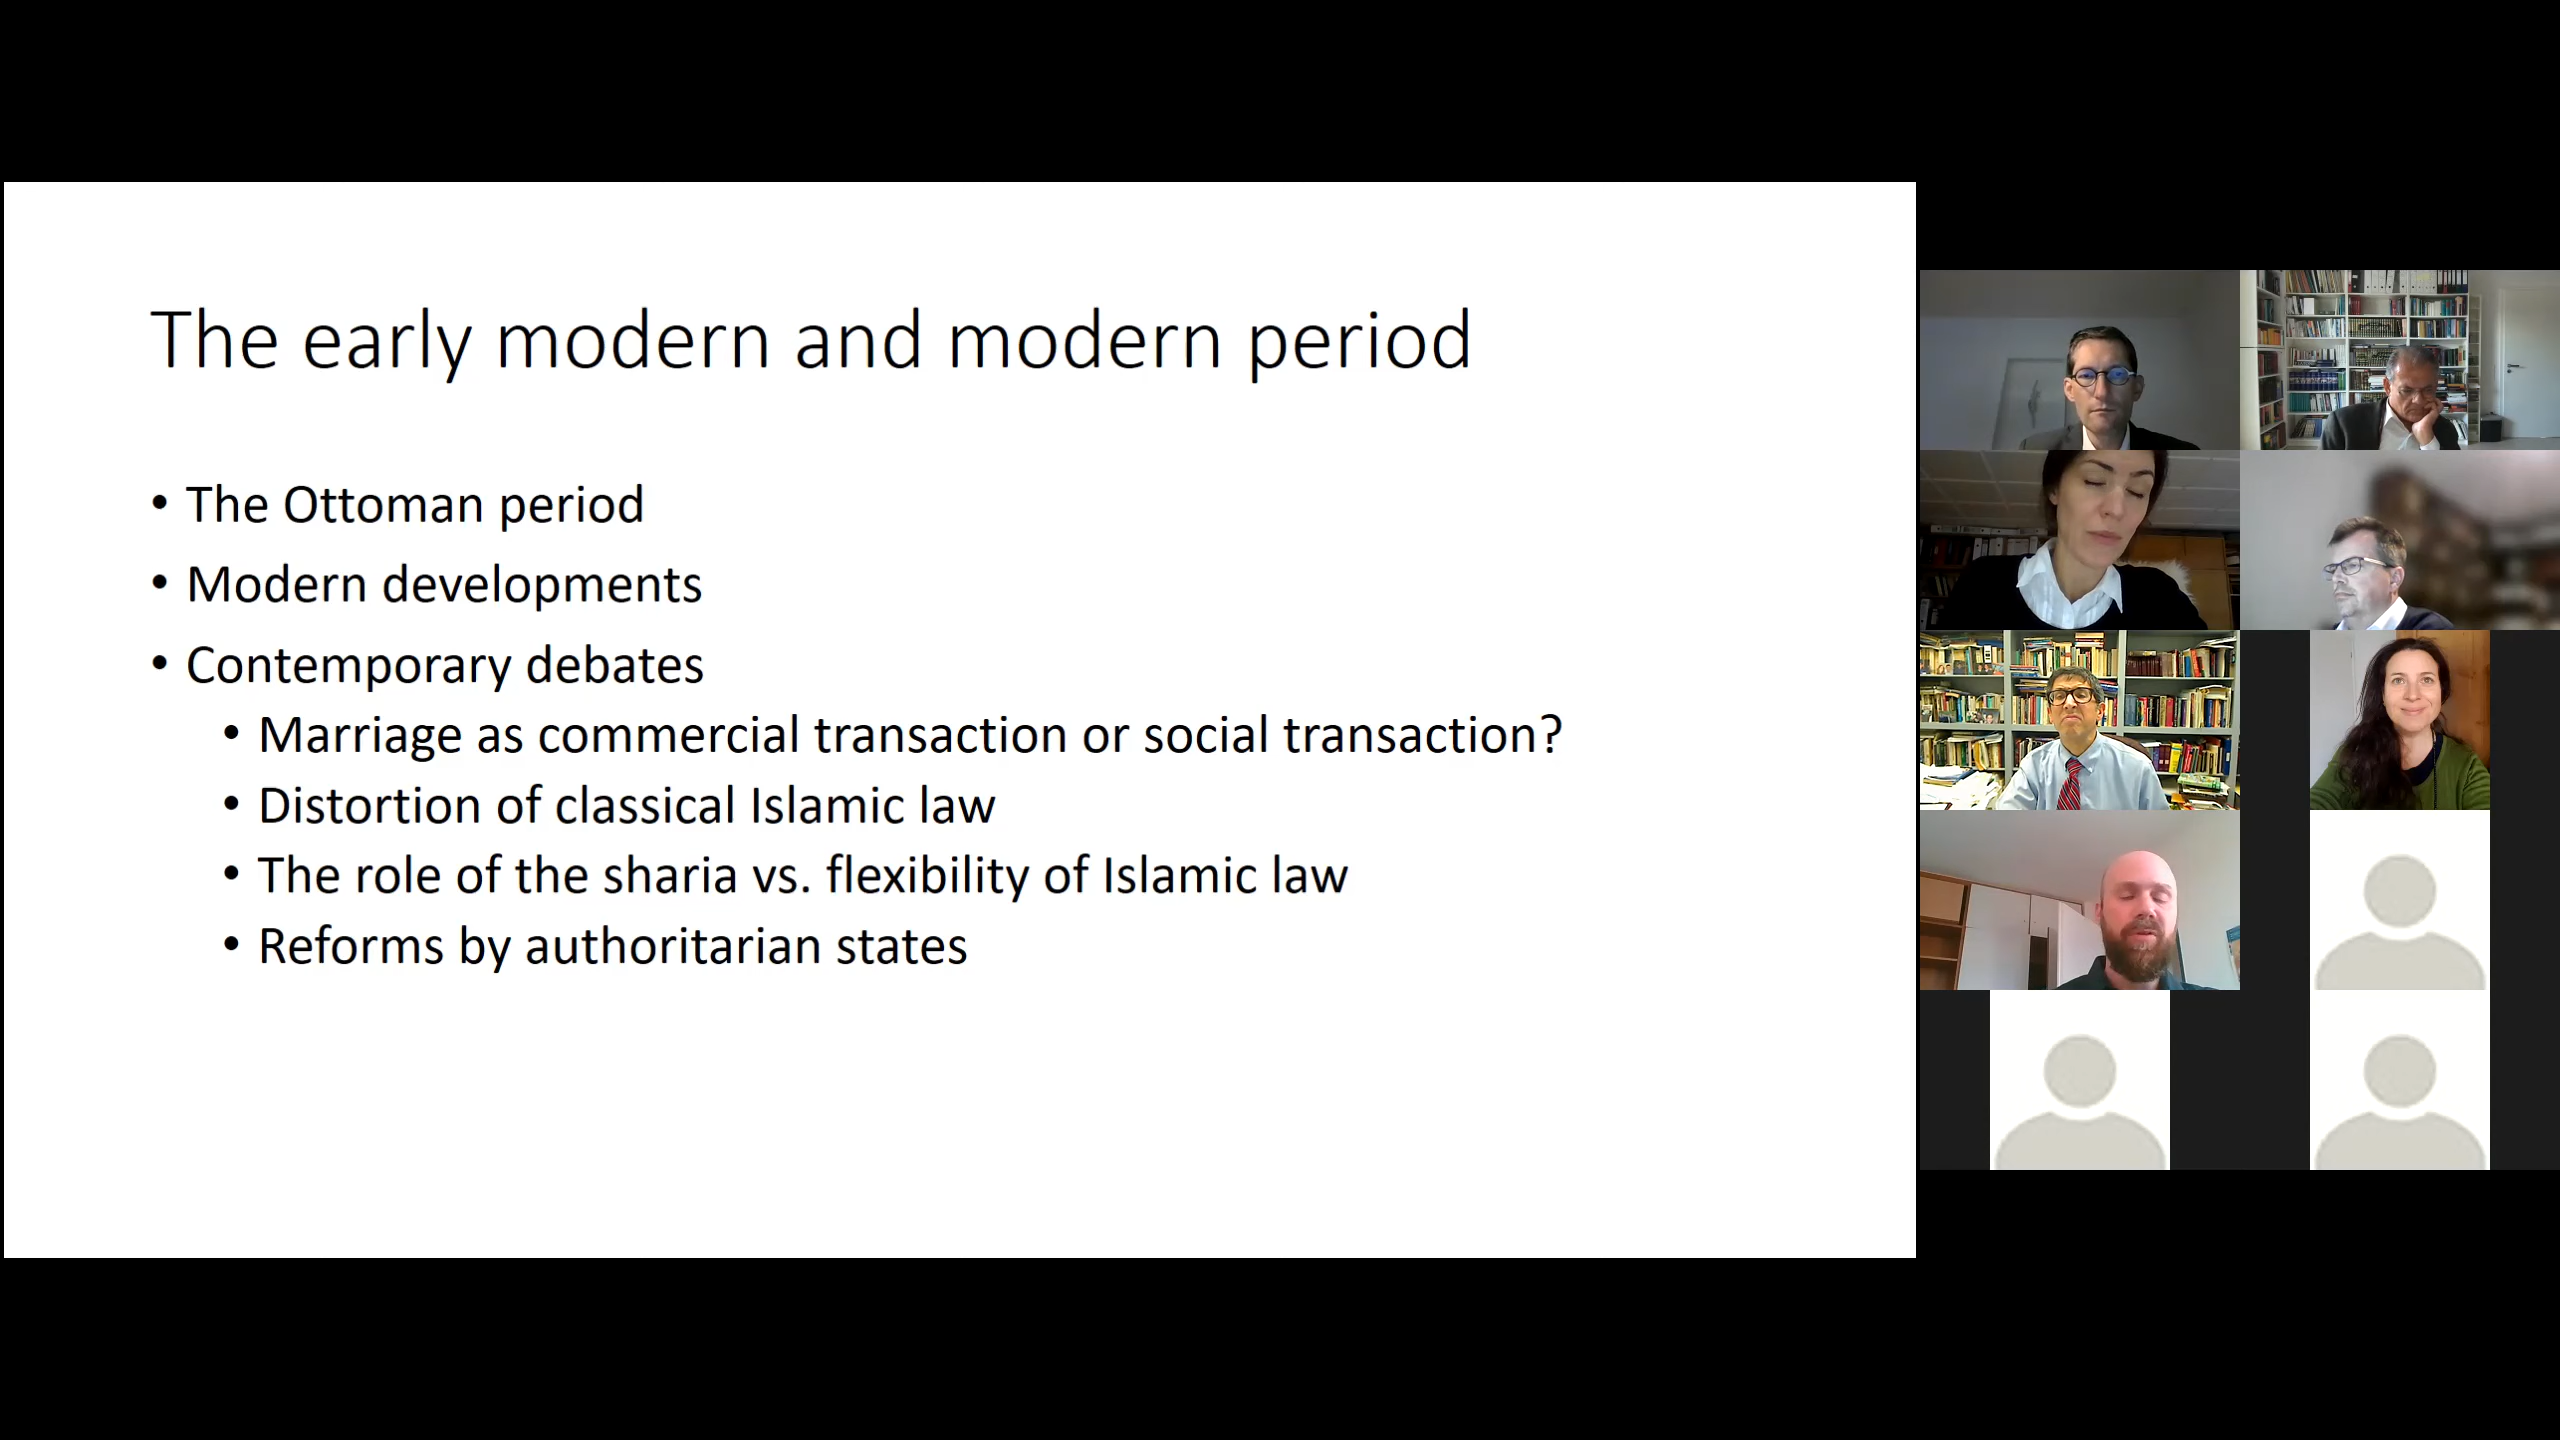 The early modern and modern period
• The Ottoman period
• Modern developments
• Contemporary debates
• Marriage as commercial transaction or social transaction?
• Distortion of classical Islamic law
• The role of the sharia vs. flexibility of Islamic law
• Reforms by authoritarian states